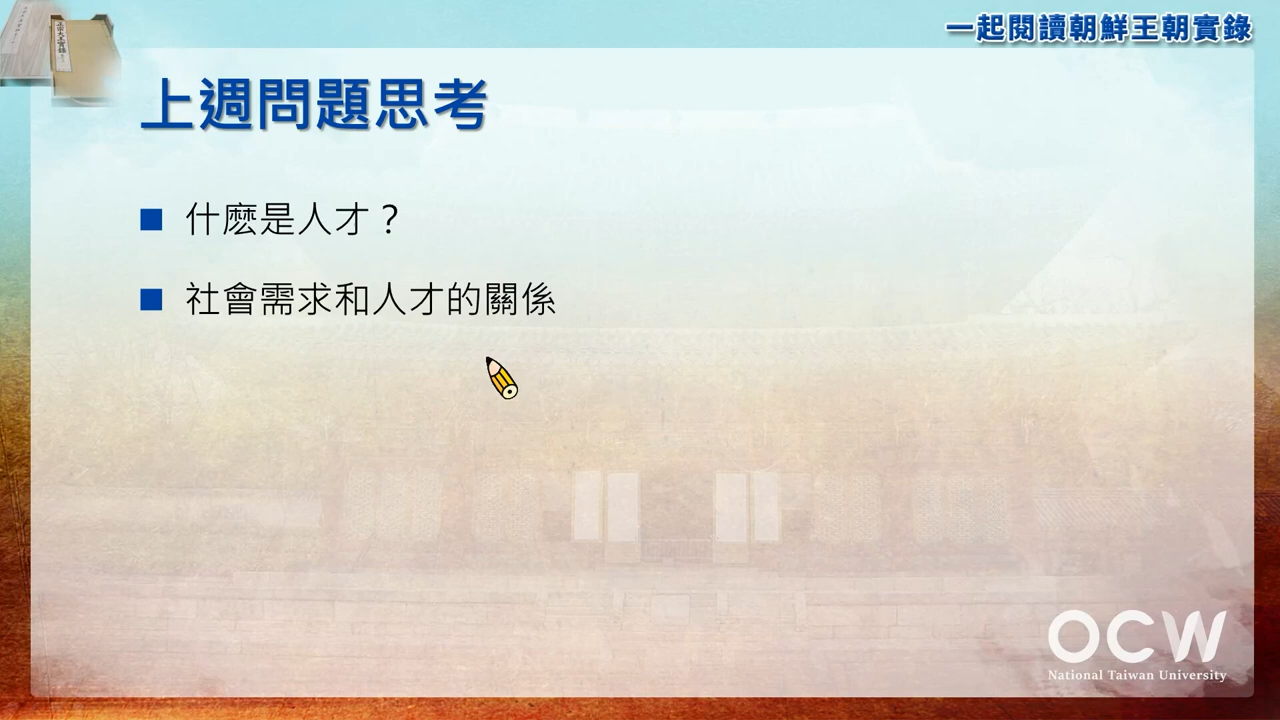 一起閱讀朝鮮王朝實錄
上週問題思考
什麽是人才？
社會需求和人才的關係
OCW
National Taiwan University